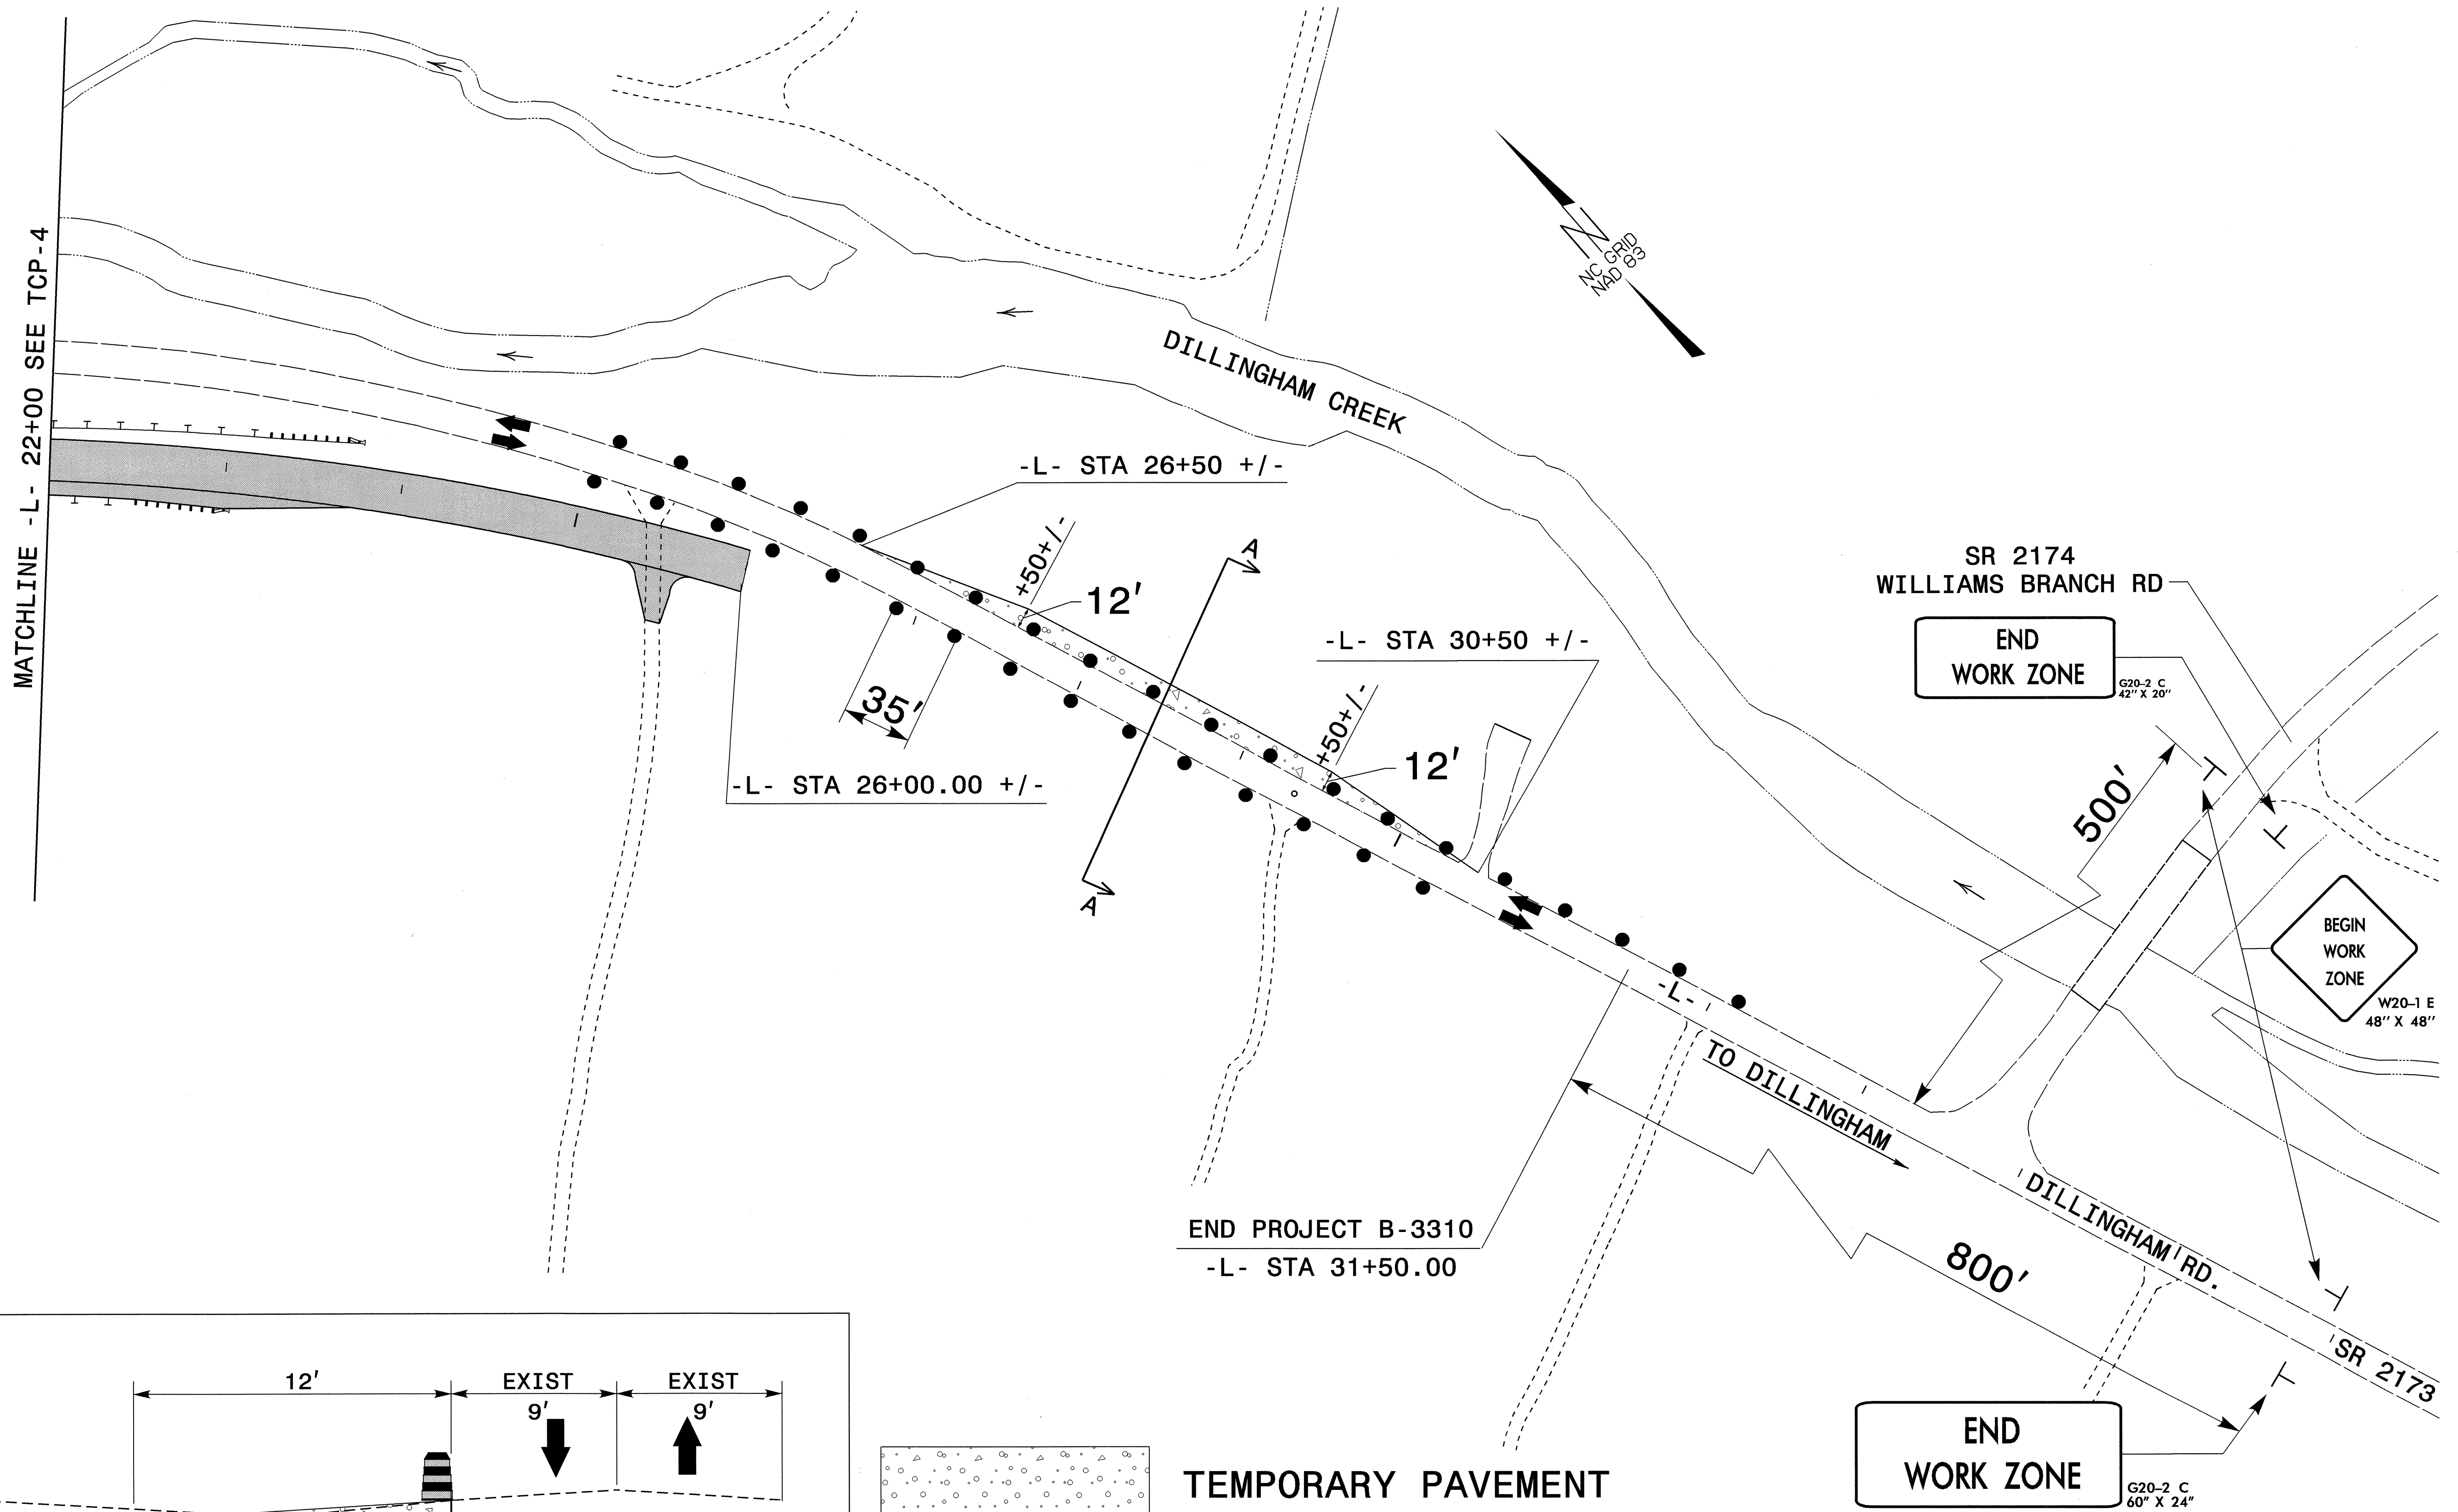 MATCHLINE -L- 22+00 SEE TCP-4
NC GRID
NAD 83
DILLINGHAM CREEK
-L- STA 26+50 +/-
+50+/-
12'
A
SR 2174
WILLIAMS BRANCH RD
END
WORK ZONE
G20-2 C
42" X 20"
-L- STA 30+50 +/-
+50+/-
12'
35'
-L- STA 26+00.00 +/-
A
500'
BEGIN
WORK
ZONE
W20-1 E
48" X 48"
-L-
TO DILLINGHAM
END PROJECT B-3310
-L- STA 31+50.00
DILLINGHAM RD.
800'
SR 2173
12'
EXIST
9'
EXIST
9'
TEMPORARY PAVEMENT
END
WORK ZONE
G20-2 C
60" X 24"